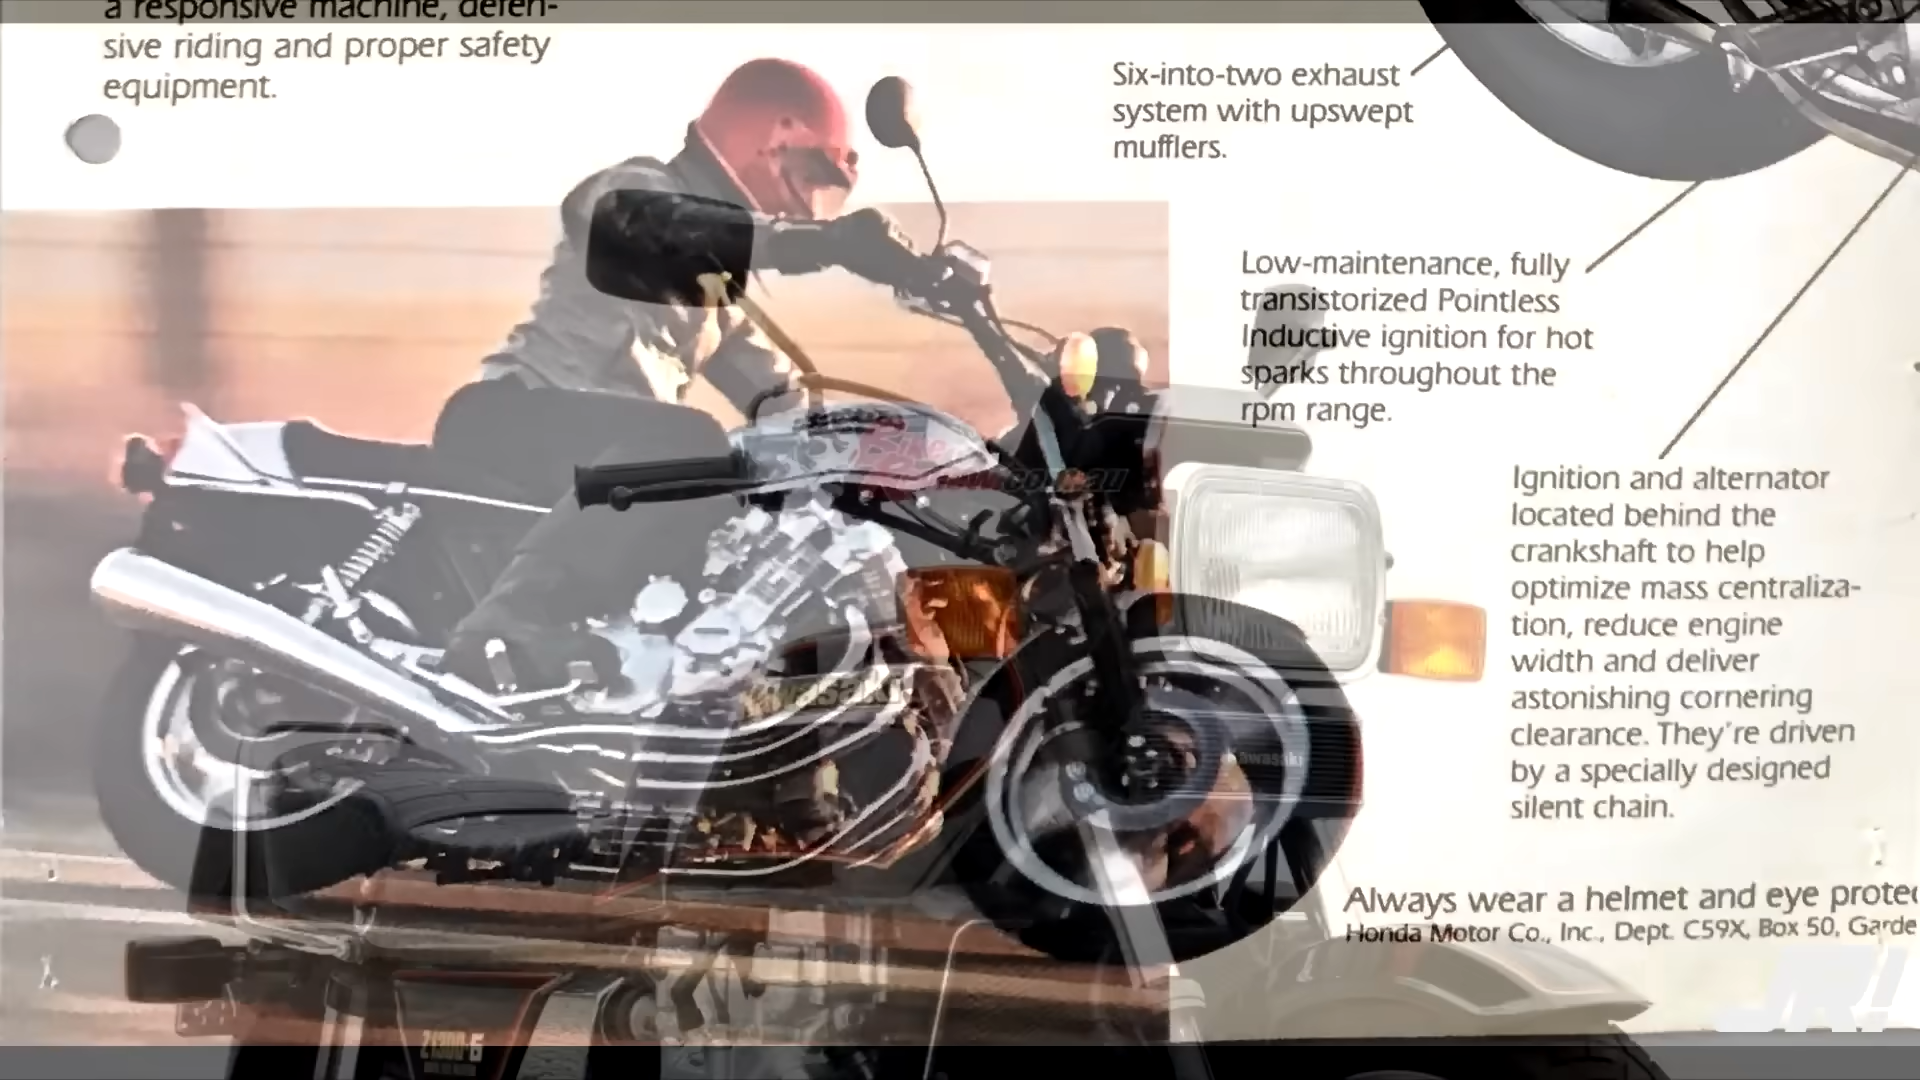 a responsive machine, defen-
sive riding and proper safety
equipment.
Six-into-two exhaust
system with upswept
mufflers.
Low-maintenance, fully
transistorized Pointless
Inductive ignition for hot
sparks throughout the
rpm range.
Ignition and alternator
located behind the
crankshaft to help
optimize mass centraliza-
tion, reduce engine
width and deliver
astonishing cornering
clearance. They're driven
by a specially designed
silent chain.
Always wear a helmet and eye protec
Honda Motor Co., Inc., Dept. C59X, Box 50, Garde
Kawasaki
Kawasaki
Z1300-6
JR!